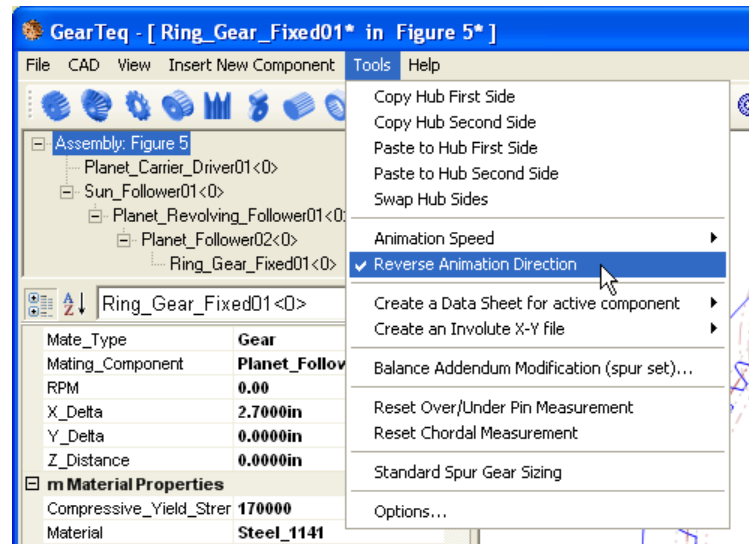 GearTeq - [ Ring_Gear_Fixed01* in Figure 5* ]
File CAD View Insert New Component Tools Help
Copy Hub First Side
Copy Hub Second Side
Paste to Hub First Side
Paste to Hub Second Side
Swap Hub Sides
Animation Speed
Reverse Animation Direction
Create a Data Sheet for active component
Create an Involute X-Y file
Balance Addendum Modification (spur set)...
Reset Over/Under Pin Measurement
Reset Chordal Measurement
Standard Spur Gear Sizing
Options...
Assembly: Figure 5
Planet_Carrier_Driver01<0>
Sun_Follower01<0>
Planet_Revolving_Follower01<0
Planet_Follower02<0>
Ring_Gear_Fixed01<0>
A
Z
Ring_Gear_Fixed01<0>
Mate_Type Gear
Mating_Component Planet_Follow
RPM 0.00
X_Delta 2.7000in
Y_Delta 0.0000in
Z_Distance 0.0000in
m Material Properties
Compressive_Yield_Stren 170000
Material Steel_1141